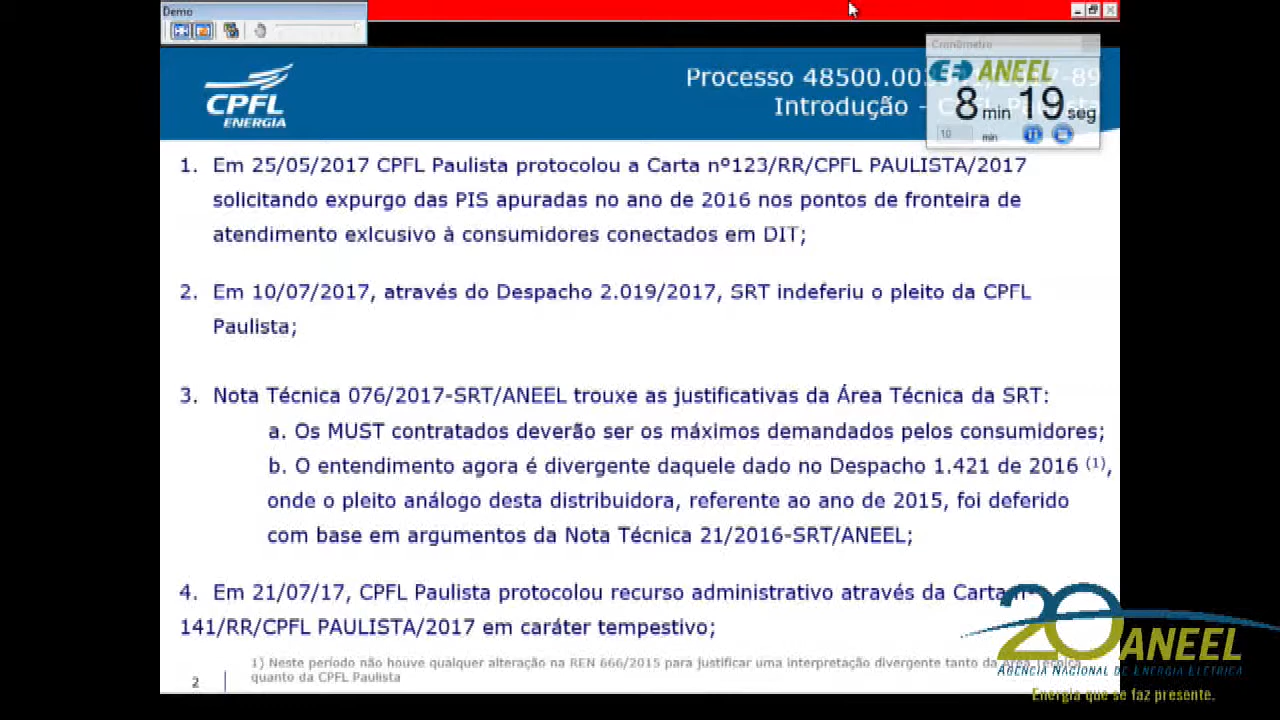 Demo
Cronômetro
ANEEL
8 min 19 seg
10 min
CPFL
ENERGIA
Processo 48500.00
Introdução -
1. Em 25/05/2017 CPFL Paulista protocolou a Carta nº123/RR/CPFL PAULISTA/2017
solicitando expurgo das PIS apuradas no ano de 2016 nos pontos de fronteira de
atendimento exlcusivo à consumidores conectados em DIT;
2. Em 10/07/2017, através do Despacho 2.019/2017, SRT indeferiu o pleito da CPFL
Paulista;
3. Nota Técnica 076/2017-SRT/ANEEL trouxe as justificativas da Área Técnica da SRT:
a. Os MUST contratados deverão ser os máximos demandados pelos consumidores;
b. O entendimento agora é divergente daquele dado no Despacho 1.421 de 2016 (1),
onde o pleito análogo desta distribuidora, referente ao ano de 2015, foi deferido
com base em argumentos da Nota Técnica 21/2016-SRT/ANEEL;
4. Em 21/07/17, CPFL Paulista protocolou recurso administrativo através da Carta
141/RR/CPFL PAULISTA/2017 em caráter tempestivo;
1) Neste período não houve qualquer alteração na REN 666/2015 para justificar uma interpretação divergente tanto da Área Técnica
quanto da CPFL Paulista
2
20 ANEEL
AGÊNCIA NACIONAL DE ENERGIA ELÉTRICA
Energia que se faz presente.